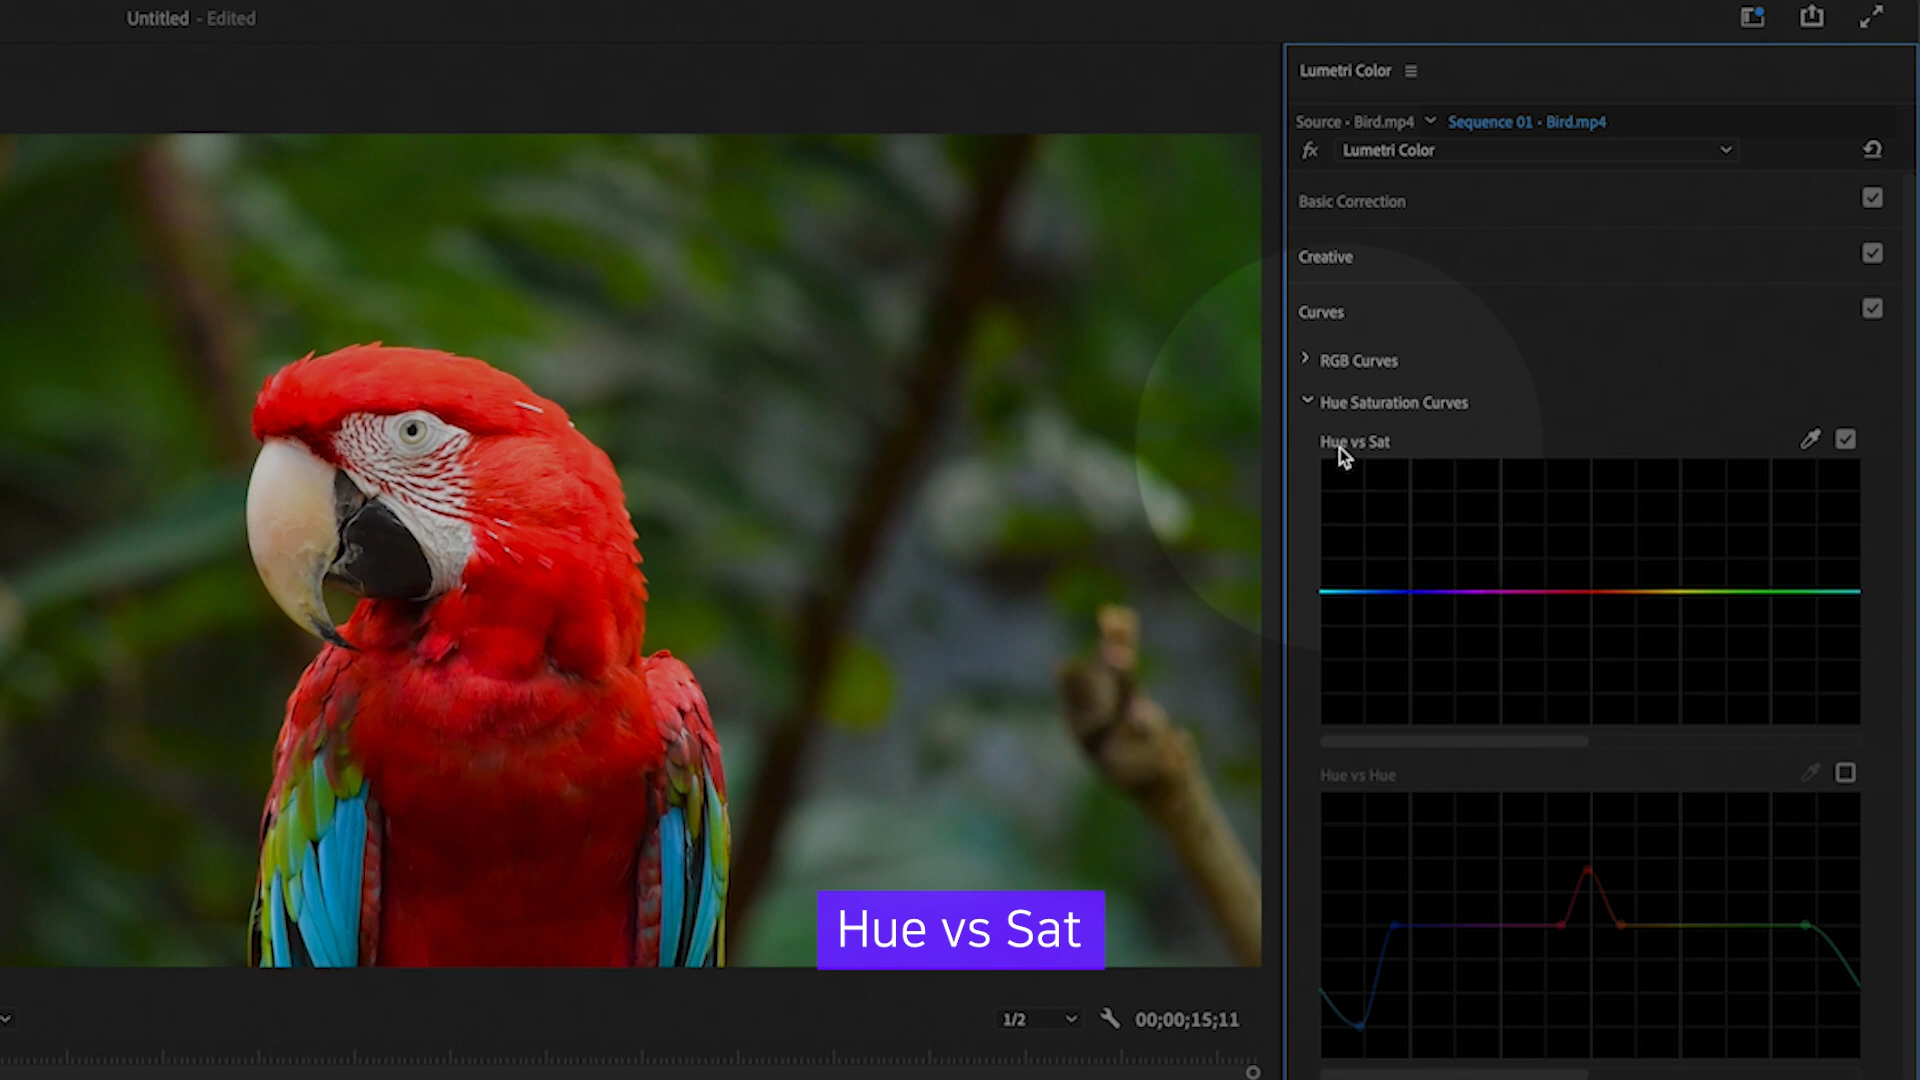 Untitled - Edited
Lumetri Color
Source - Bird.mp4 Sequence 01 - Bird.mp4
fx Lumetri Color
Basic Correction
Creative
Curves
RGB Curves
Hue Saturation Curves
Hue vs Sat
Hue vs Hue
Hue vs Sat
1/2 00;00;15;11